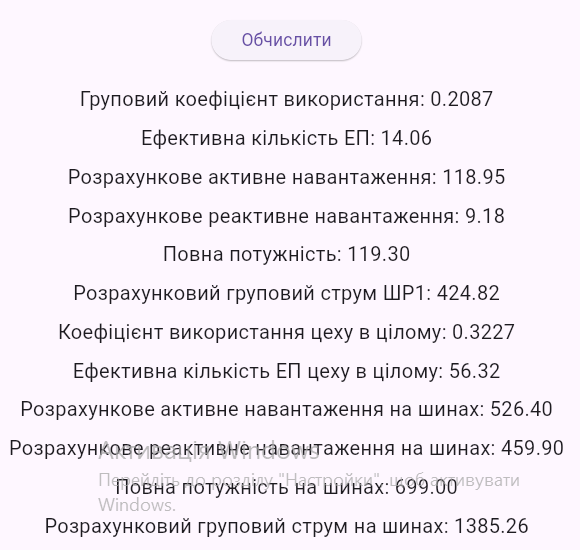 Обчислити
Груповий коефіцієнт використання: 0.2087
Ефективна кількість ЕП: 14.06
Розрахункове активне навантаження: 118.95
Розрахункове реактивне навантаження: 9.18
Повна потужність: 119.30
Розрахунковий груповий струм ШР1: 424.82
Коефіцієнт використання цеху в цілому: 0.3227
Ефективна кількість ЕП цеху в цілому: 56.32
Розрахункове активне навантаження на шинах: 526.40
Розрахункове реактивне навантаження на шинах: 459.90
Активація Windows
Перейдіть до розділу "Настройки", щоб активувати
Повна потужність на шинах: 699.00
Windows.
Розрахунковий груповий струм на шинах: 1385.26